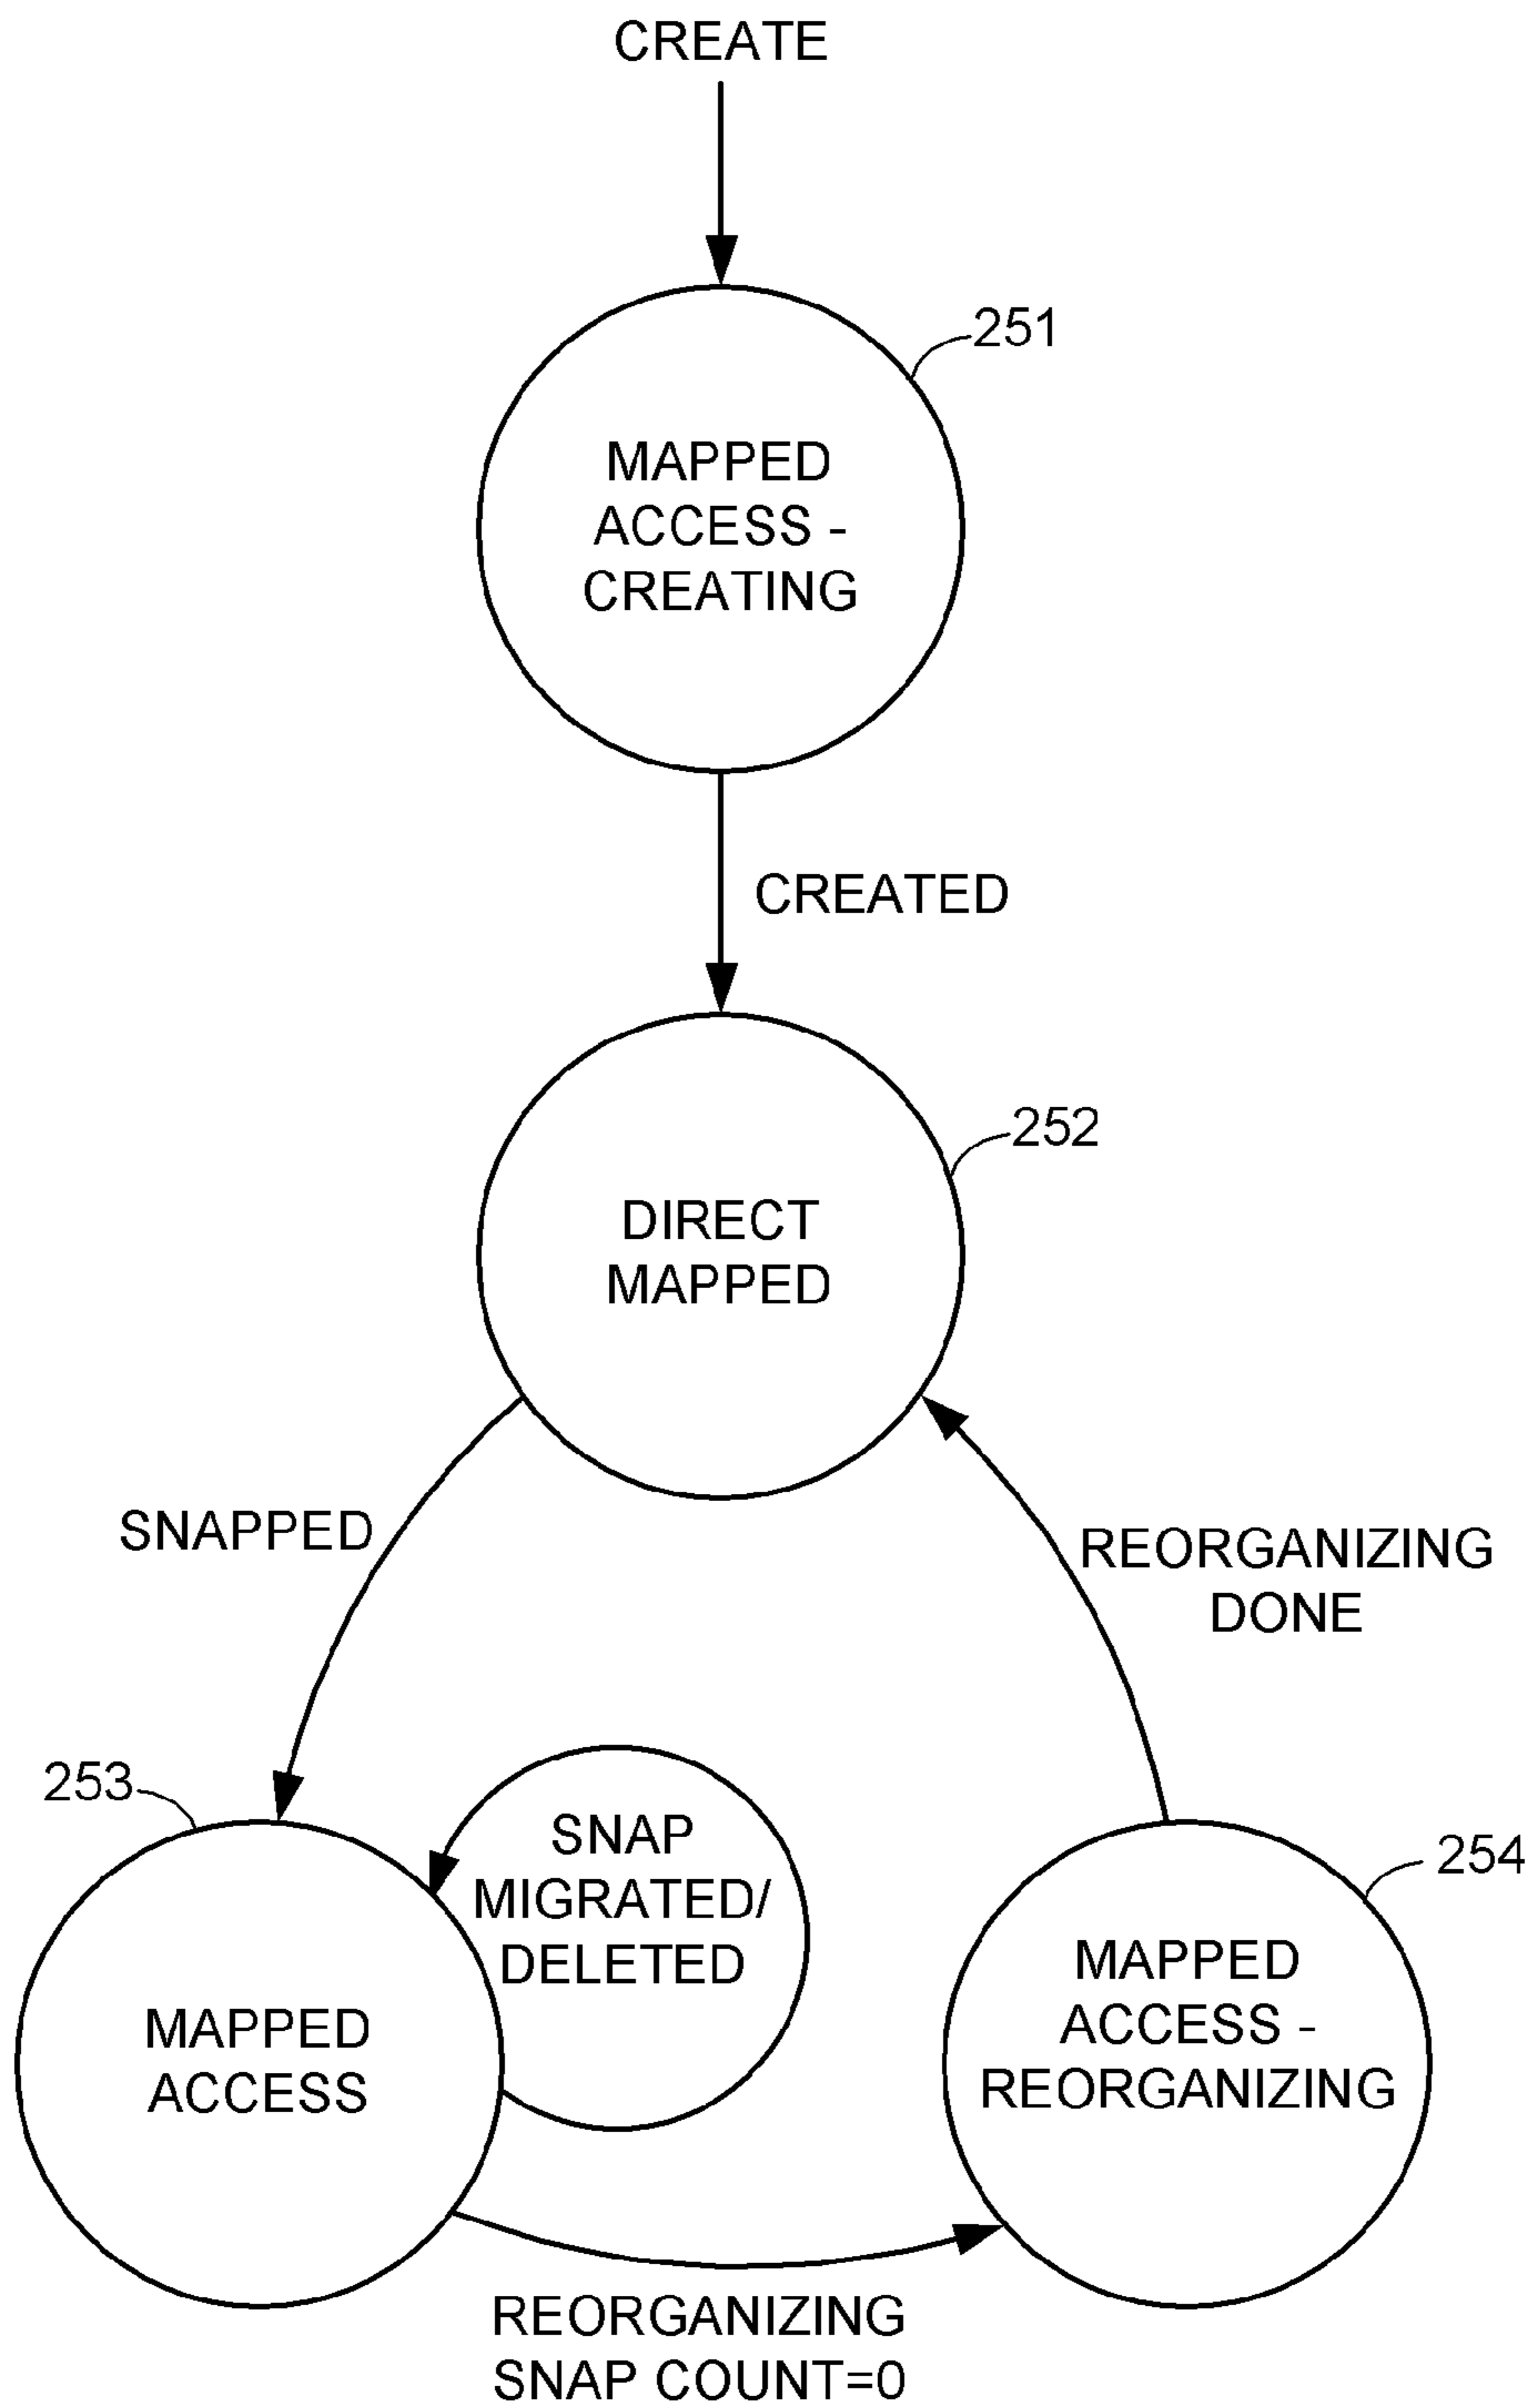 CREATE
251
MAPPED
ACCESS -
CREATING
CREATED
252
DIRECT
MAPPED
SNAPPED
REORGANIZING
DONE
253
SNAP
MIGRATED/
DELETED
254
MAPPED
ACCESS
MAPPED
ACCESS -
REORGANIZING
REORGANIZING
SNAP COUNT=0